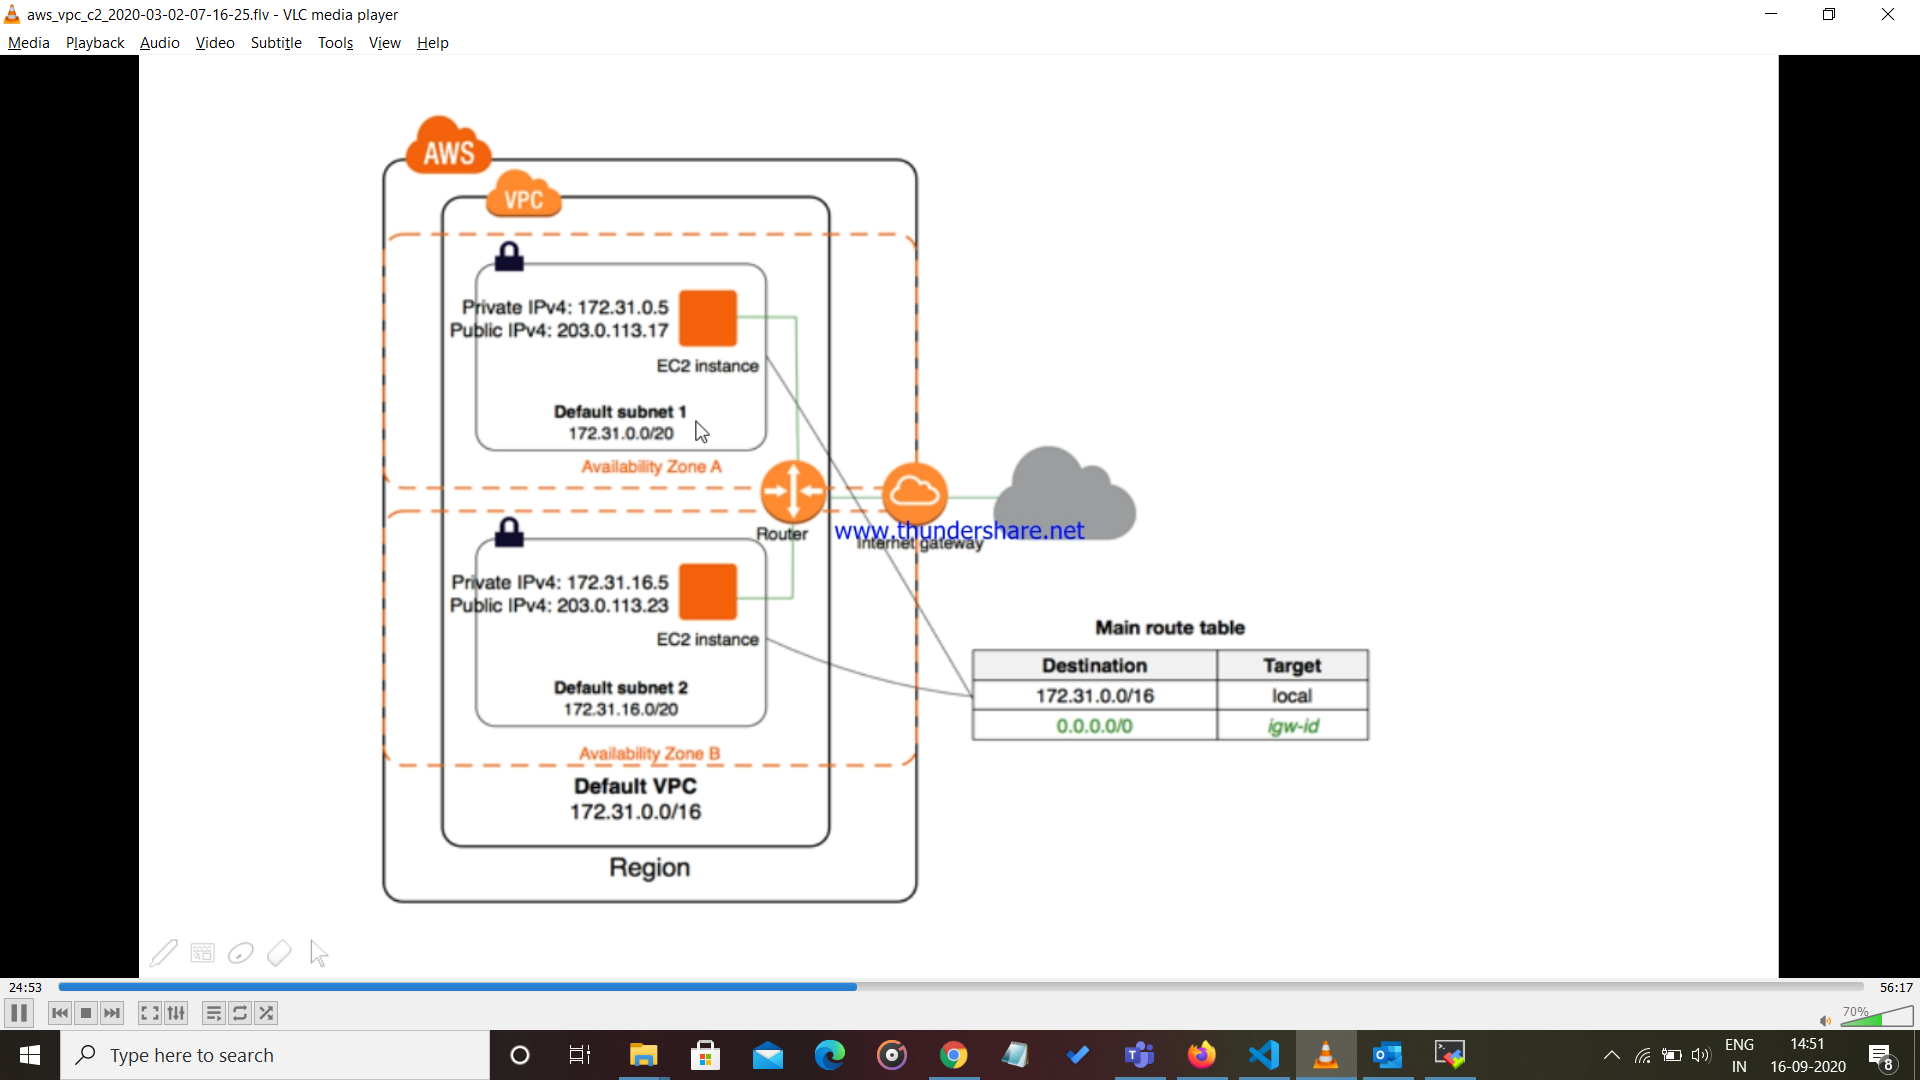 aws_vpc_c2_2020-03-02-07-16-25.flv - VLC media player
Media Playback Audio Video Subtitle Tools View Help
AWS
VPC
Private IPv4: 172.31.0.5
Public IPv4: 203.0.113.17
EC2 instance
Default subnet 1
172.31.0.0/20
Availability Zone A
Router
www.thundershare.net
Internet gateway
Private IPv4: 172.31.16.5
Public IPv4: 203.0.113.23
EC2 instance
Default subnet 2
172.31.16.0/20
Availability Zone B
Default VPC
172.31.0.0/16
Region
Main route table
Destination Target
172.31.0.0/16 local
0.0.0.0/0 igw-id
24:53 56:17
70%
Type here to search
ENG
IN
14:51
16-09-2020
8